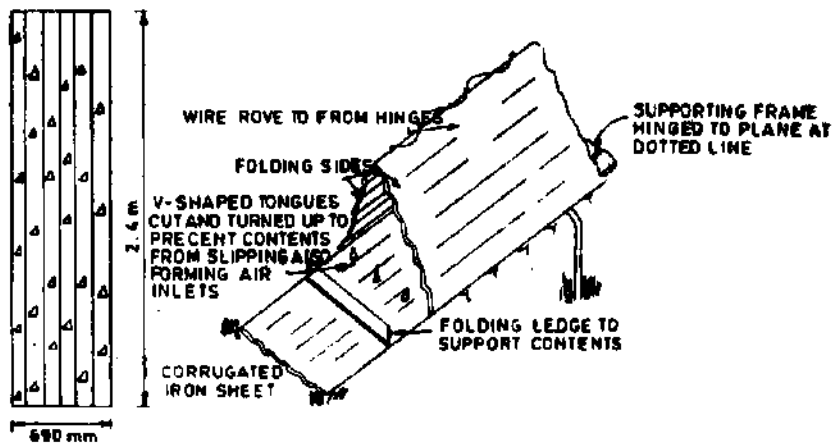 2.4 m
690 mm
WIRE ROVE TO FROM HINGES
FOLDING SIDES
V-SHAPED TONGUES
CUT AND TURNED UP TO
PRECENT CONTENTS
FROM SLIPPING ALSO
FORMING AIR
INLETS
SUPPORTING FRAME
HINGED TO PLANE AT
DOTTED LINE
FOLDING LEDGE TO
SUPPORT CONTENTS
CORRUGATED
IRON SHEET